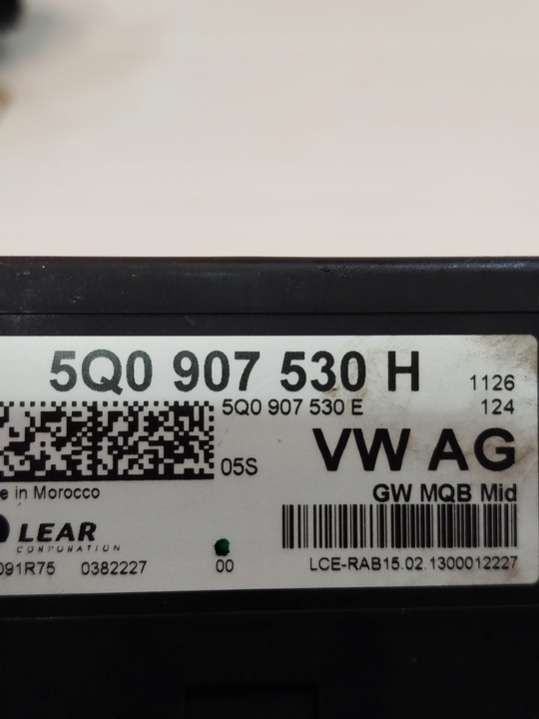 5Q0 907 530 H 1126
5Q0 907 530 E 124
05S VW AG
e in Morocco GW MQB Mid
LEAR
CORPORATION
091R75 0382227 00 LCE-RAB15.02.1300012227